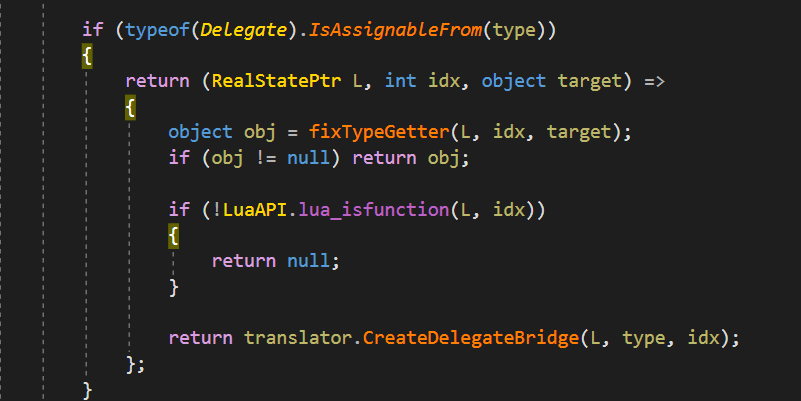 if (typeof(Delegate).IsAssignableFrom(type))
{
return (RealStatePtr L, int idx, object target) =>
{
object obj = fixTypeGetter(L, idx, target);
if (obj != null) return obj;
if (!LuaAPI.lua_isfunction(L, idx))
{
return null;
}
return translator.CreateDelegateBridge(L, type, idx);
};
}